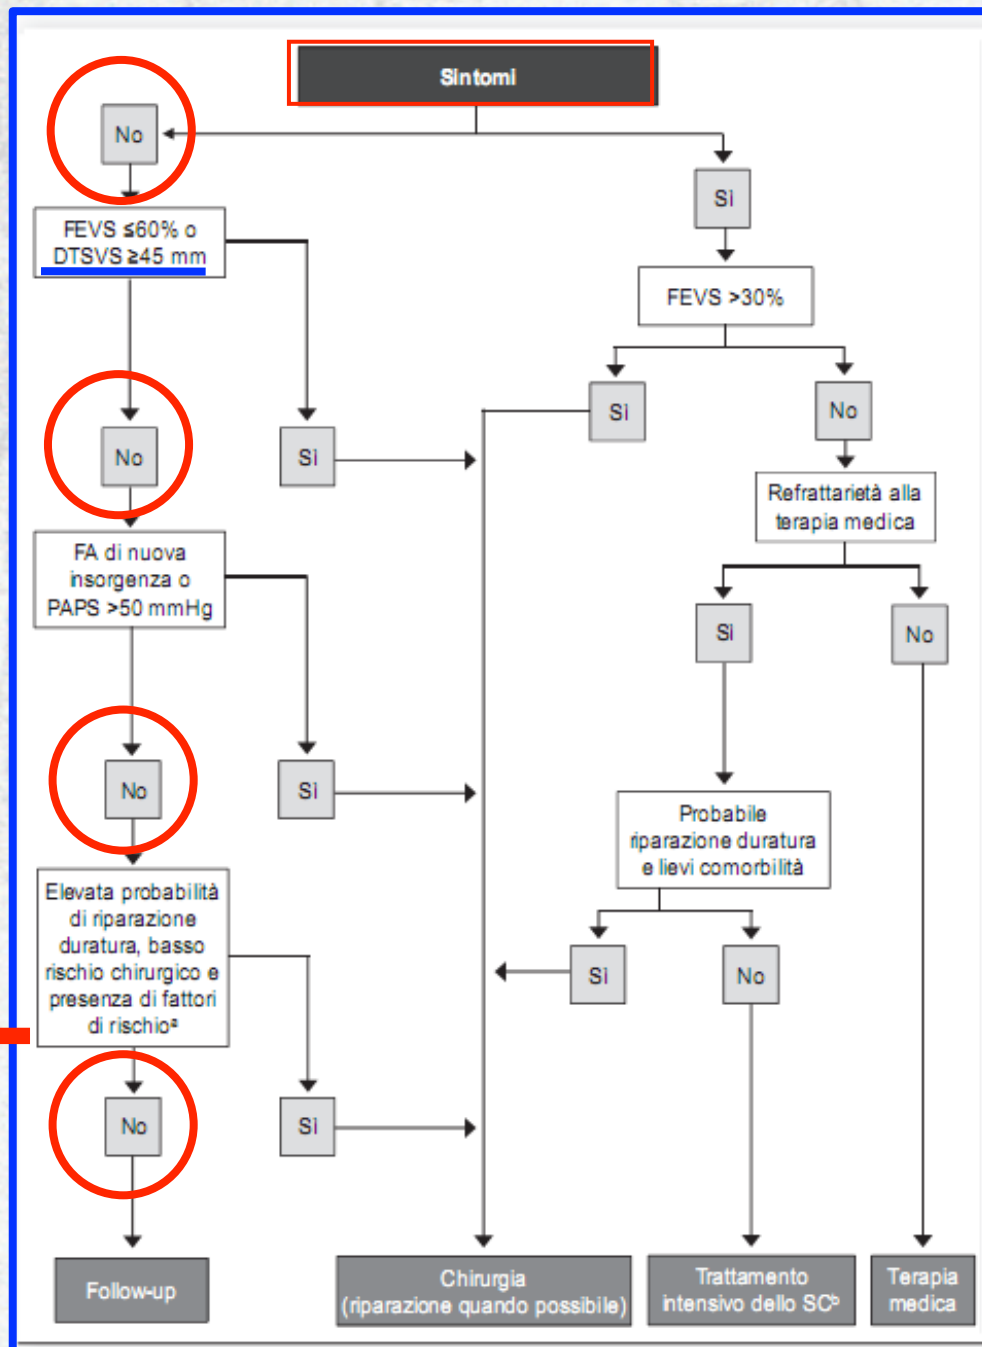 Sintomi
No
Sì
FEVS ≤60% o
DTSVS ≥45 mm
FEVS >30%
Sì
No
No
Sì
Refrattarietà alla
terapia medica
FA di nuova
insorgenza o
PAPS >50 mmHg
Sì
No
No
Sì
Probabile
riparazione duratura
e lievi comorbilità
Elevata probabilità
di riparazione
duratura, basso
rischio chirurgico e
presenza di fattori
di rischioª
Sì
No
No
Sì
Follow-up
Chirurgia
(riparazione quando possibile)
Trattamento
intensivo dello SCᵇ
Terapia
medica